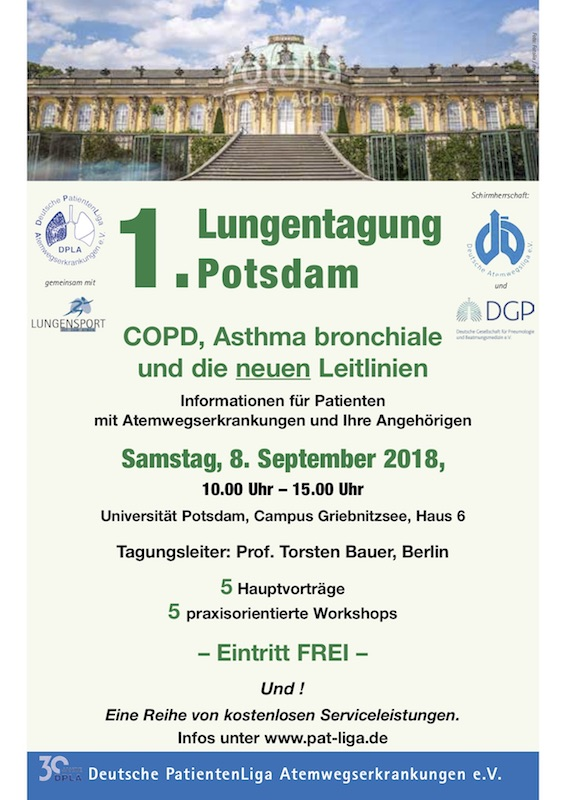 fotolia
by Adobe
Schirmherrschaft:
Deutsche PatientenLiga
Atemwegserkrankungen e.V.
DPLA
gemeinsam mit
LUNGENSPORT
1. Lungentagung
Potsdam
Deutsche Atemwegsliga e.V.
und
DGP
Deutsche Gesellschaft für Pneumologie
und Beatmungsmedizin e.V.
COPD, Asthma bronchiale
und die neuen Leitlinien
Informationen für Patienten
mit Atemwegserkrankungen und Ihre Angehörigen
Samstag, 8. September 2018,
10.00 Uhr – 15.00 Uhr
Universität Potsdam, Campus Griebnitzsee, Haus 6
Tagungsleiter: Prof. Torsten Bauer, Berlin
5 Hauptvorträge
5 praxisorientierte Workshops
– Eintritt FREI –
Und !
Eine Reihe von kostenlosen Serviceleistungen.
Infos unter www.pat-liga.de
30
DPLA
Deutsche PatientenLiga Atemwegserkrankungen e.V.